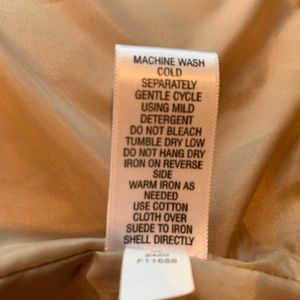 MACHINE WASH
COLD
SEPARATELY
GENTLE CYCLE
USING MILD
DETERGENT
DO NOT BLEACH
TUMBLE DRY LOW
DO NOT HANG DRY
IRON ON REVERSE
SIDE
WARM IRON AS
NEEDED
USE COTTON
CLOTH OVER
SUEDE TO IRON
SHELL DIRECTLY